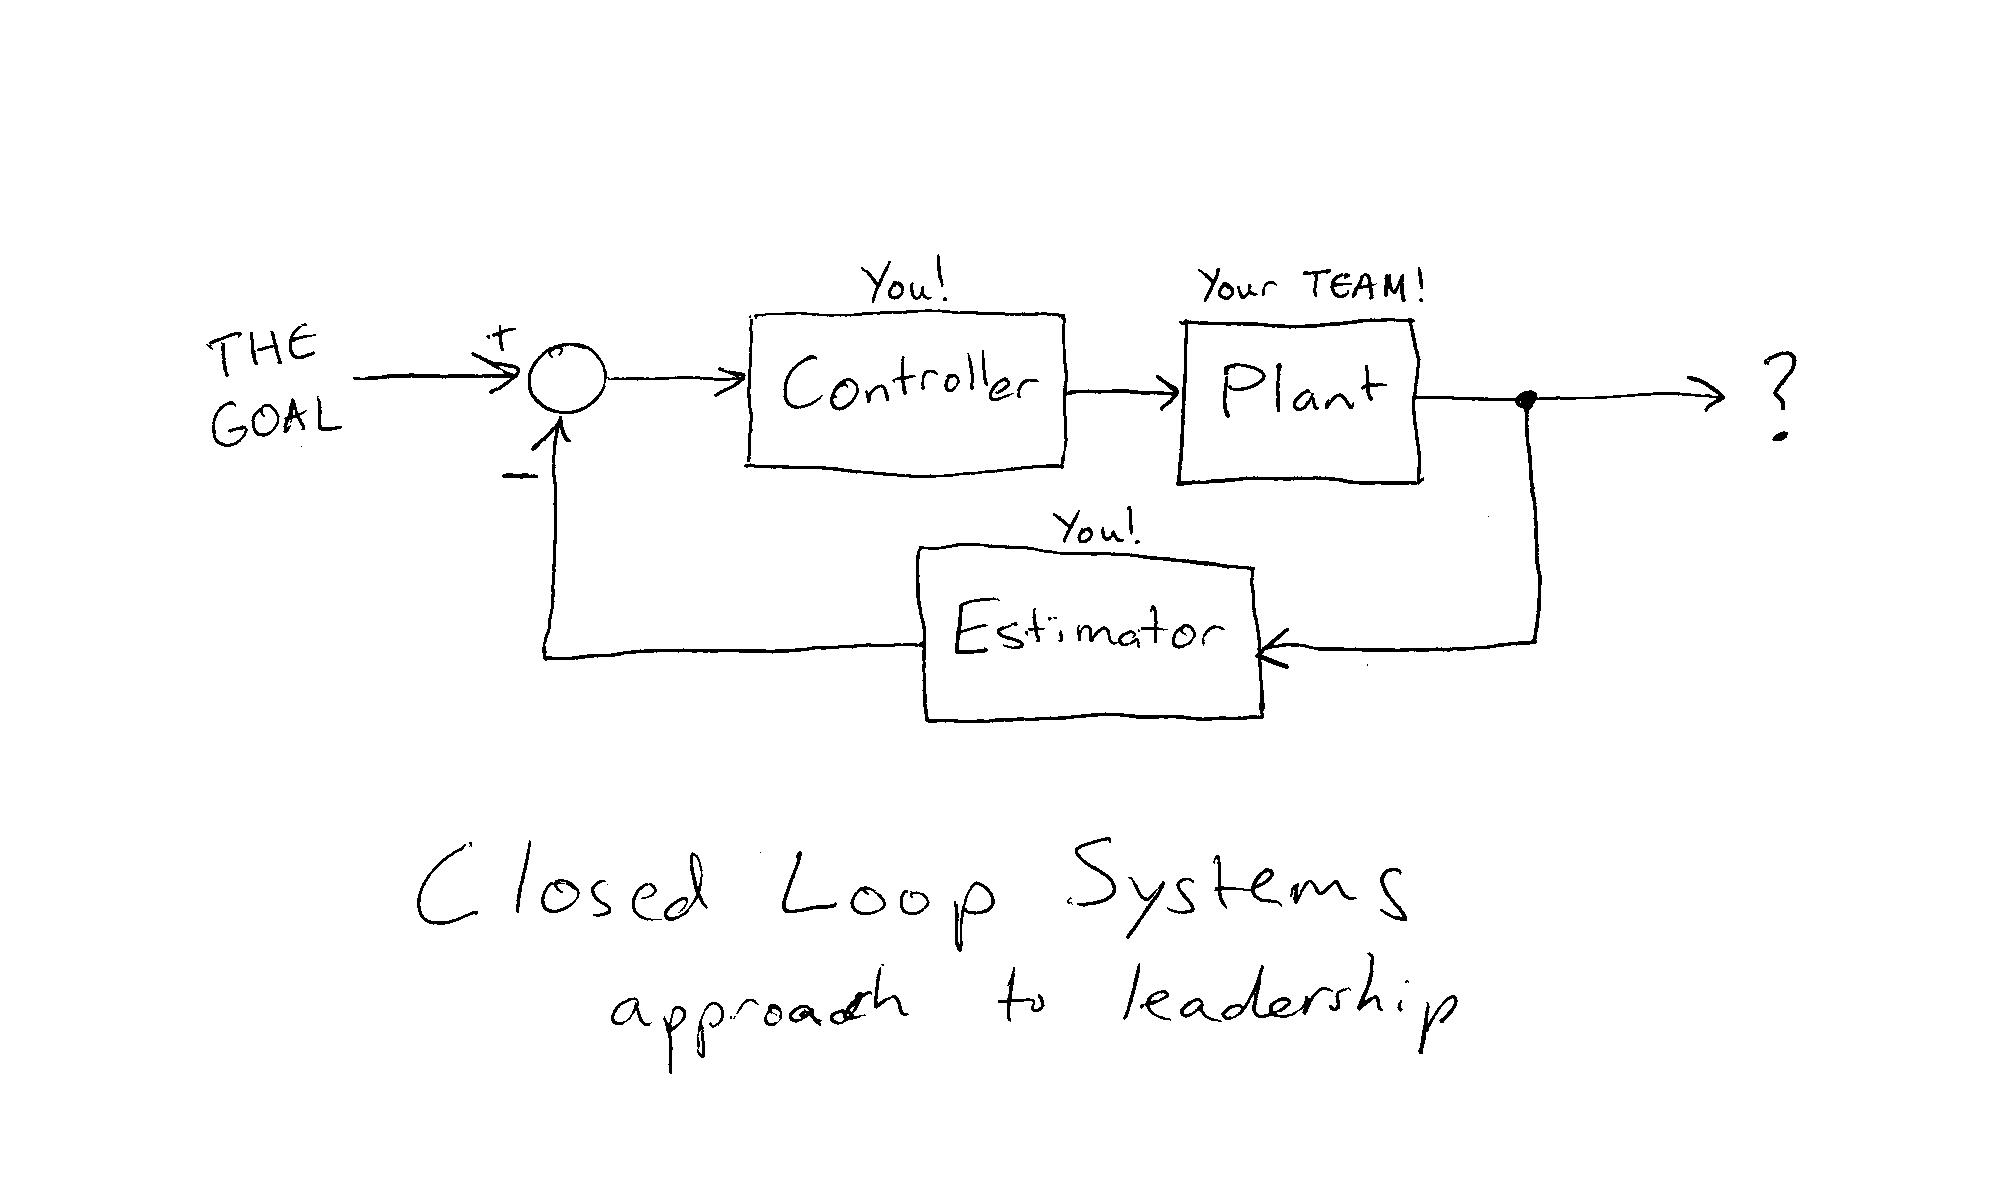 You!
Your TEAM!
THE
GOAL
+
Controller
Plant
?
−
You!
Estimator
Closed Loop Systems
approach to leadership